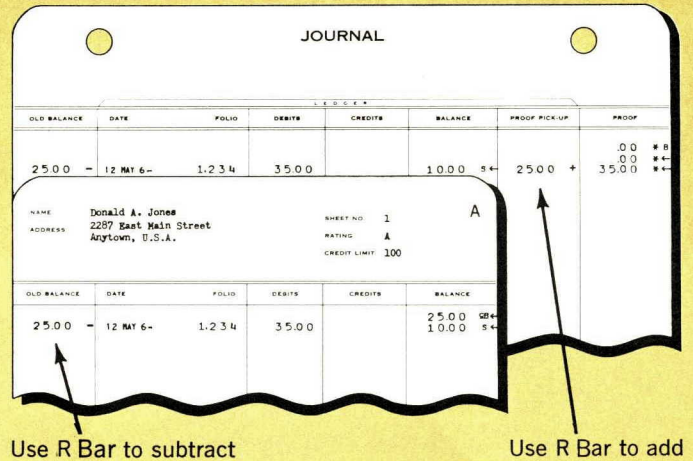 JOURNAL
LEDGER
OLD BALANCE DATE FOLIO DEBITS CREDITS BALANCE PROOF PICK-UP PROOF
.00 * 8
.00 * ←
25.00 - 12 MAY 6- 1.234 35.00 10.00 S← 25.00 + 35.00 * ←
A
NAME Donald A. Jones SHEET NO. 1
ADDRESS 2287 East Main Street RATING A
Anytown, U.S.A. CREDIT LIMIT 100
OLD BALANCE DATE FOLIO DEBITS CREDITS BALANCE
25.00 CR←
25.00 - 12 MAY 6- 1.234 35.00 10.00 S←
Use R Bar to subtract Use R Bar to add